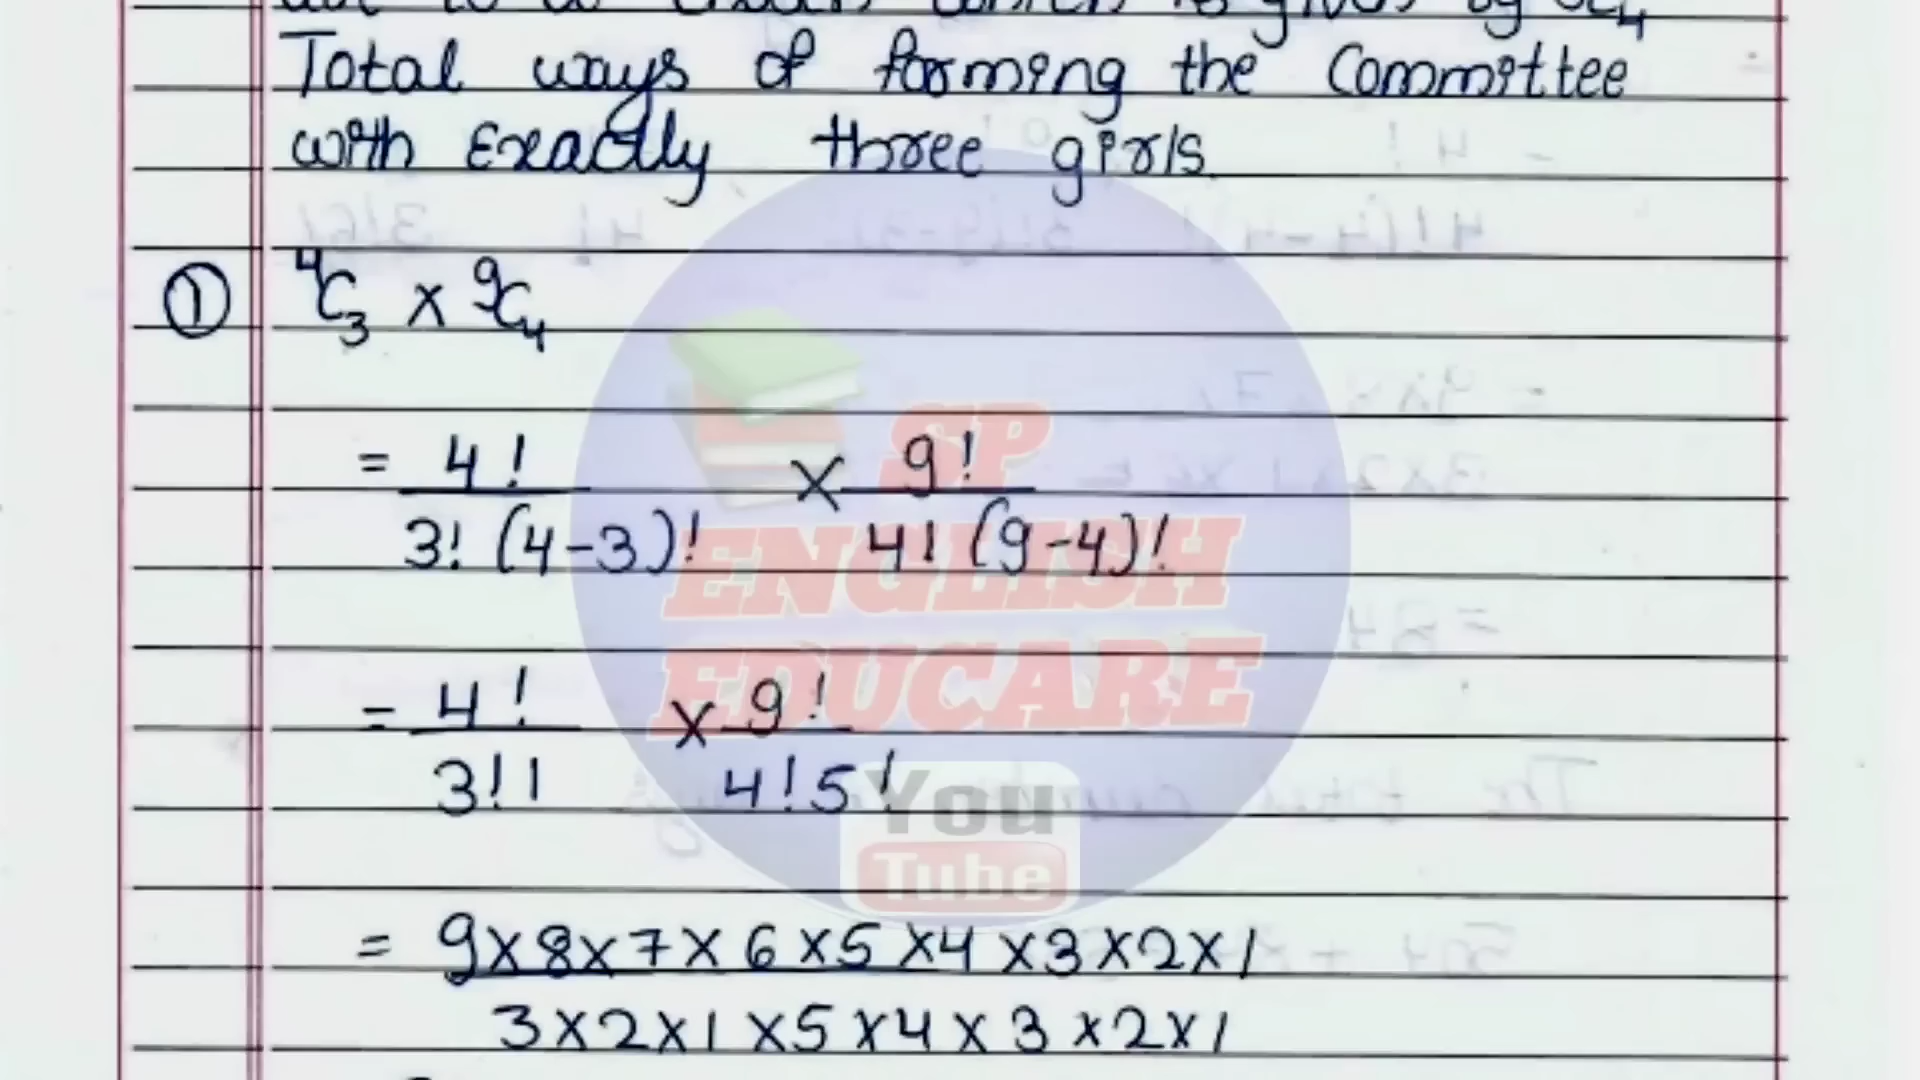 Total ways of forming the Committee
with Exactly three girls.
① ⁴C₃ × ⁹C₄
= 4! / 3! (4-3)! × 9! / 4! (9-4)!
= 4! / 3! 1 × 9! / 4! 5!
= 9×8×7×6×5×4×3×2×1
3×2×1×5×4×3×2×1
SP
ENGLISH
EDUCARE
You
Tube